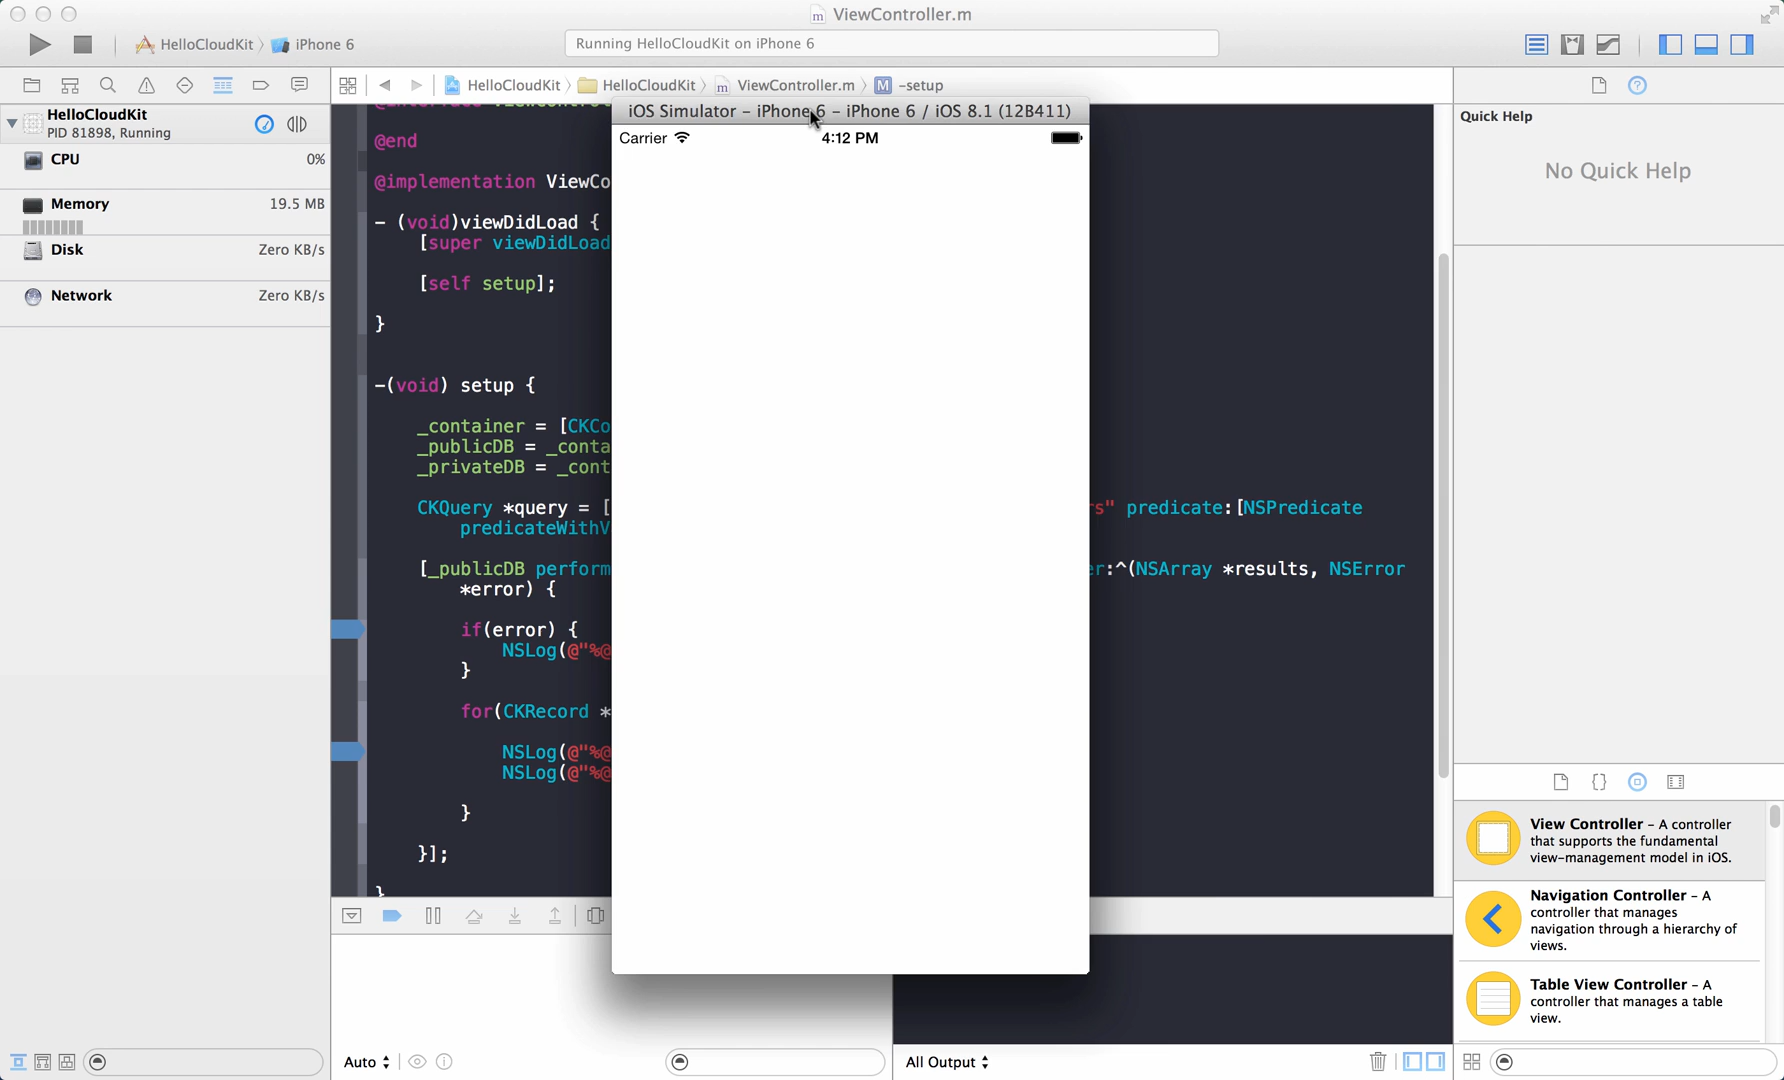 ViewController.m
HelloCloudKit
iPhone 6
Running HelloCloudKit on iPhone 6
HelloCloudKit
HelloCloudKit
ViewController.m
M
-setup
HelloCloudKit
PID 81898, Running
CPU
0%
Memory
19.5 MB
Disk
Zero KB/s
Network
Zero KB/s
@end
@implementation ViewCo
- (void)viewDidLoad {
[super viewDidLoad
[self setup];
}
-(void) setup {
_container = [CKCo
_publicDB = _conta
_privateDB = _cont
CKQuery *query = [
rs" predicate:[NSPredicate
predicateWithV
[_publicDB perform
er:^(NSArray *results, NSError
*error) {
if(error) {
NSLog(@"%@
}
for(CKRecord *
NSLog(@"%@
NSLog(@"%@
}
}];
}
iOS Simulator - iPhone 6 - iPhone 6 / iOS 8.1 (12B411)
Carrier
4:12 PM
Quick Help
No Quick Help
View Controller - A controller
that supports the fundamental
view-management model in iOS.
Navigation Controller - A
controller that manages
navigation through a hierarchy of
views.
Table View Controller - A
controller that manages a table
view.
Auto
All Output